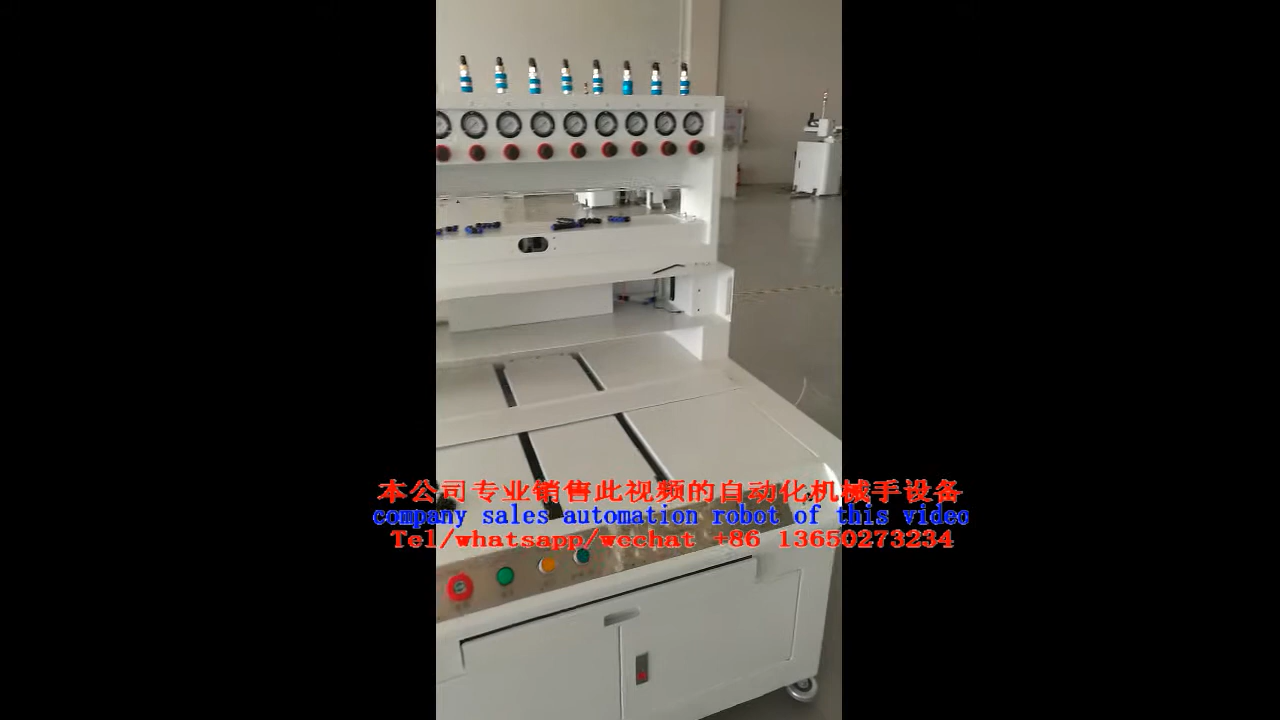 本公司专业销售此视频的自动化机械手设备
company sales automation robot of this video
Tel/whatsapp/wechat +86 13650273234